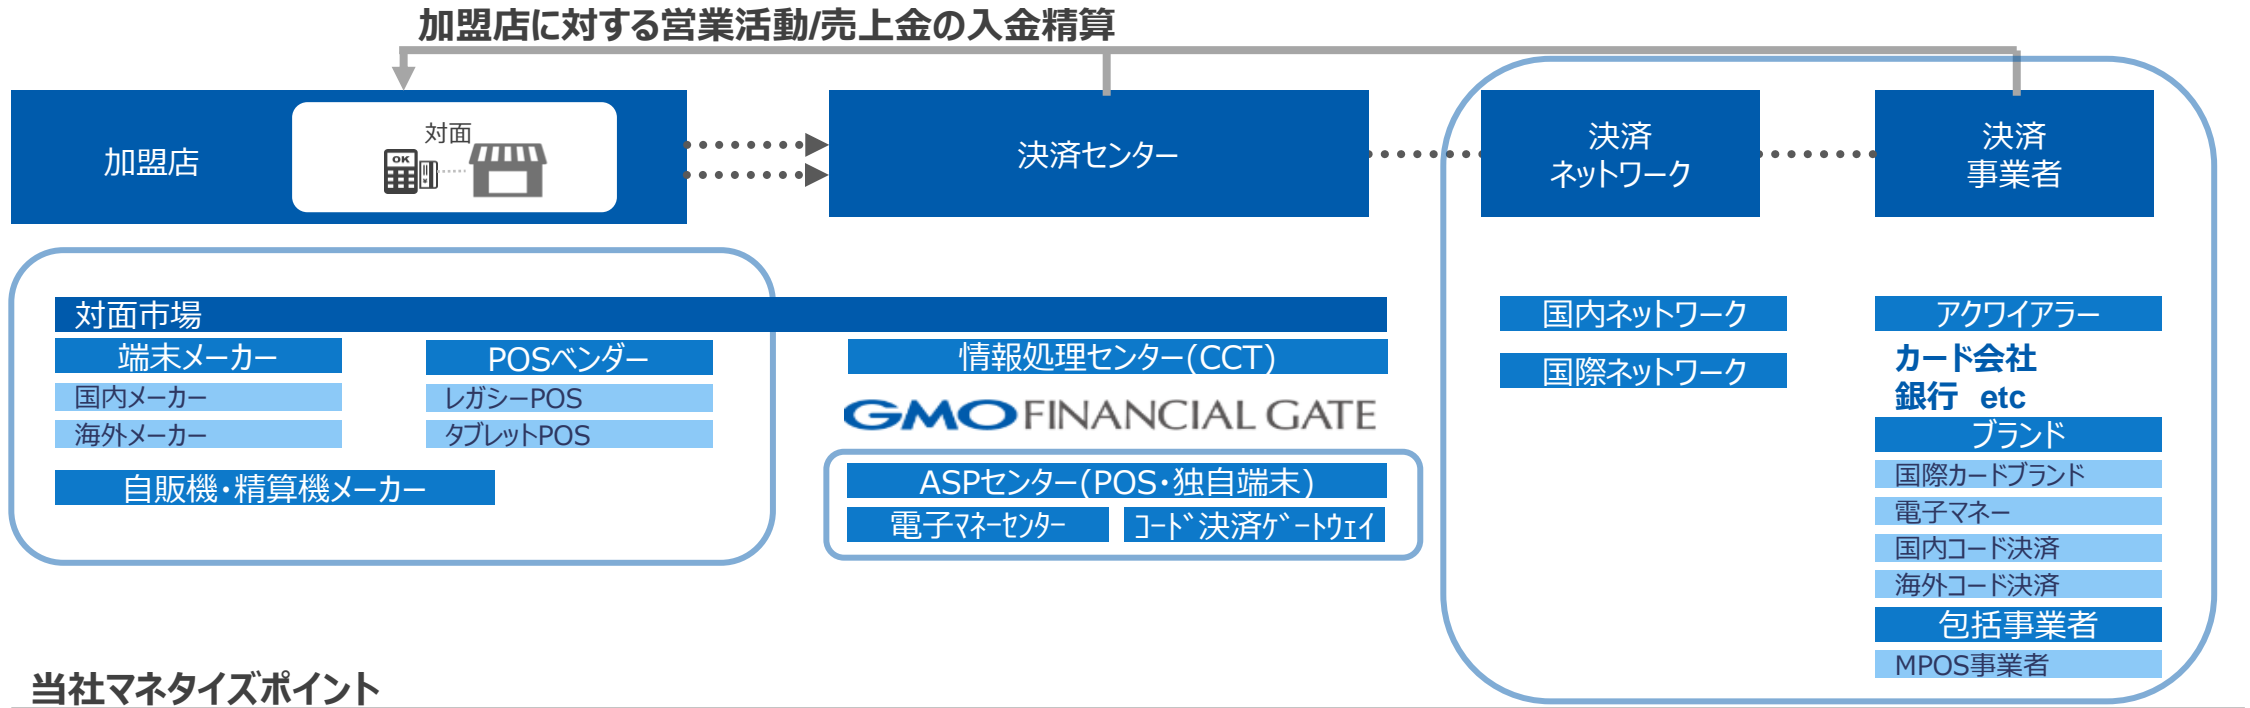 加盟店に対する営業活動/売上金の入金精算
加盟店
対面
OK
決済センター
決済
ネットワーク
決済
事業者
対面市場
端末メーカー
国内メーカー
海外メーカー
POSベンダー
レガシーPOS
タブレットPOS
自販機・精算機メーカー
情報処理センター(CCT)
GMO FINANCIAL GATE
ASPセンター(POS・独自端末)
電子ﾏﾈｰｾﾝﾀｰ
ｺｰﾄﾞ決済ｹﾞｰﾄｳｪｲ
国内ネットワーク
国際ネットワーク
アクワイアラー
カード会社
銀行 etc
ブランド
国際カードブランド
電子マネー
国内コード決済
海外コード決済
包括事業者
MPOS事業者
当社マネタイズポイント